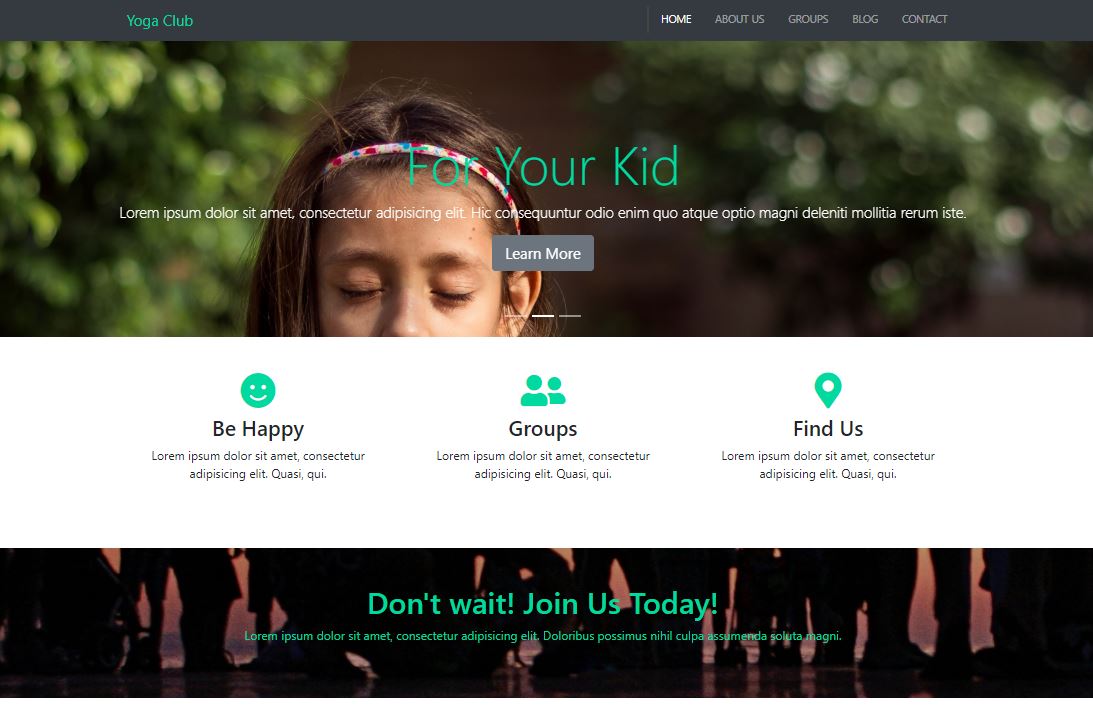 Yoga Club
HOME ABOUT US GROUPS BLOG CONTACT
For Your Kid
Lorem ipsum dolor sit amet, consectetur adipisicing elit. Hic consequuntur odio enim quo atque optio magni deleniti mollitia rerum iste.
Learn More
Be Happy
Lorem ipsum dolor sit amet, consectetur
adipisicing elit. Quasi, qui.
Groups
Lorem ipsum dolor sit amet, consectetur
adipisicing elit. Quasi, qui.
Find Us
Lorem ipsum dolor sit amet, consectetur
adipisicing elit. Quasi, qui.
Don't wait! Join Us Today!
Lorem ipsum dolor sit amet, consectetur adipisicing elit. Doloribus possimus nihil culpa assumenda soluta magni.